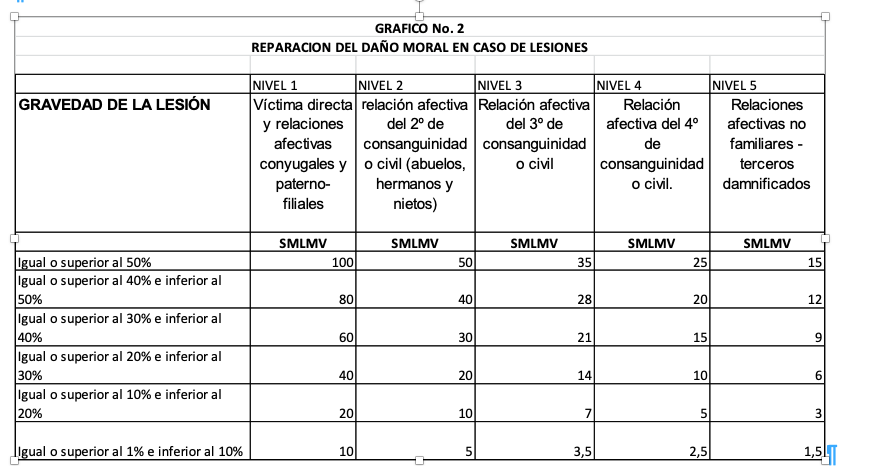 GRAFICO No. 2
REPARACION DEL DAÑO MORAL EN CASO DE LESIONES
NIVEL 1 NIVEL 2 NIVEL 3 NIVEL 4 NIVEL 5
GRAVEDAD DE LA LESIÓN
Víctima directa
y relaciones
afectivas
conyugales y
paterno-
filiales
relación afectiva
del 2º de
consanguinidad
o civil (abuelos,
hermanos y
nietos)
Relación afectiva
del 3º de
consanguinidad
o civil
Relación
afectiva del 4º
de
consanguinidad
o civil.
Relaciones
afectivas no
familiares -
terceros
damnificados
SMLMV SMLMV SMLMV SMLMV SMLMV
Igual o superior al 50% 100 50 35 25 15
Igual o superior al 40% e inferior al
50% 80 40 28 20 12
Igual o superior al 30% e inferior al
40% 60 30 21 15 9
Igual o superior al 20% e inferior al
30% 40 20 14 10 6
Igual o superior al 10% e inferior al
20% 20 10 7 5 3
Igual o superior al 1% e inferior al 10% 10 5 3,5 2,5 1,5